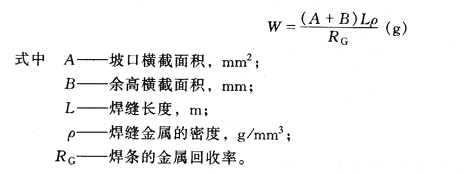 W = (A + B)Lρ / R_G (g)
式中 A——坡口横截面积，mm²；
B——余高横截面积，mm；
L——焊缝长度，m；
ρ——焊缝金属的密度，g/mm³；
R_G——焊条的金属回收率。